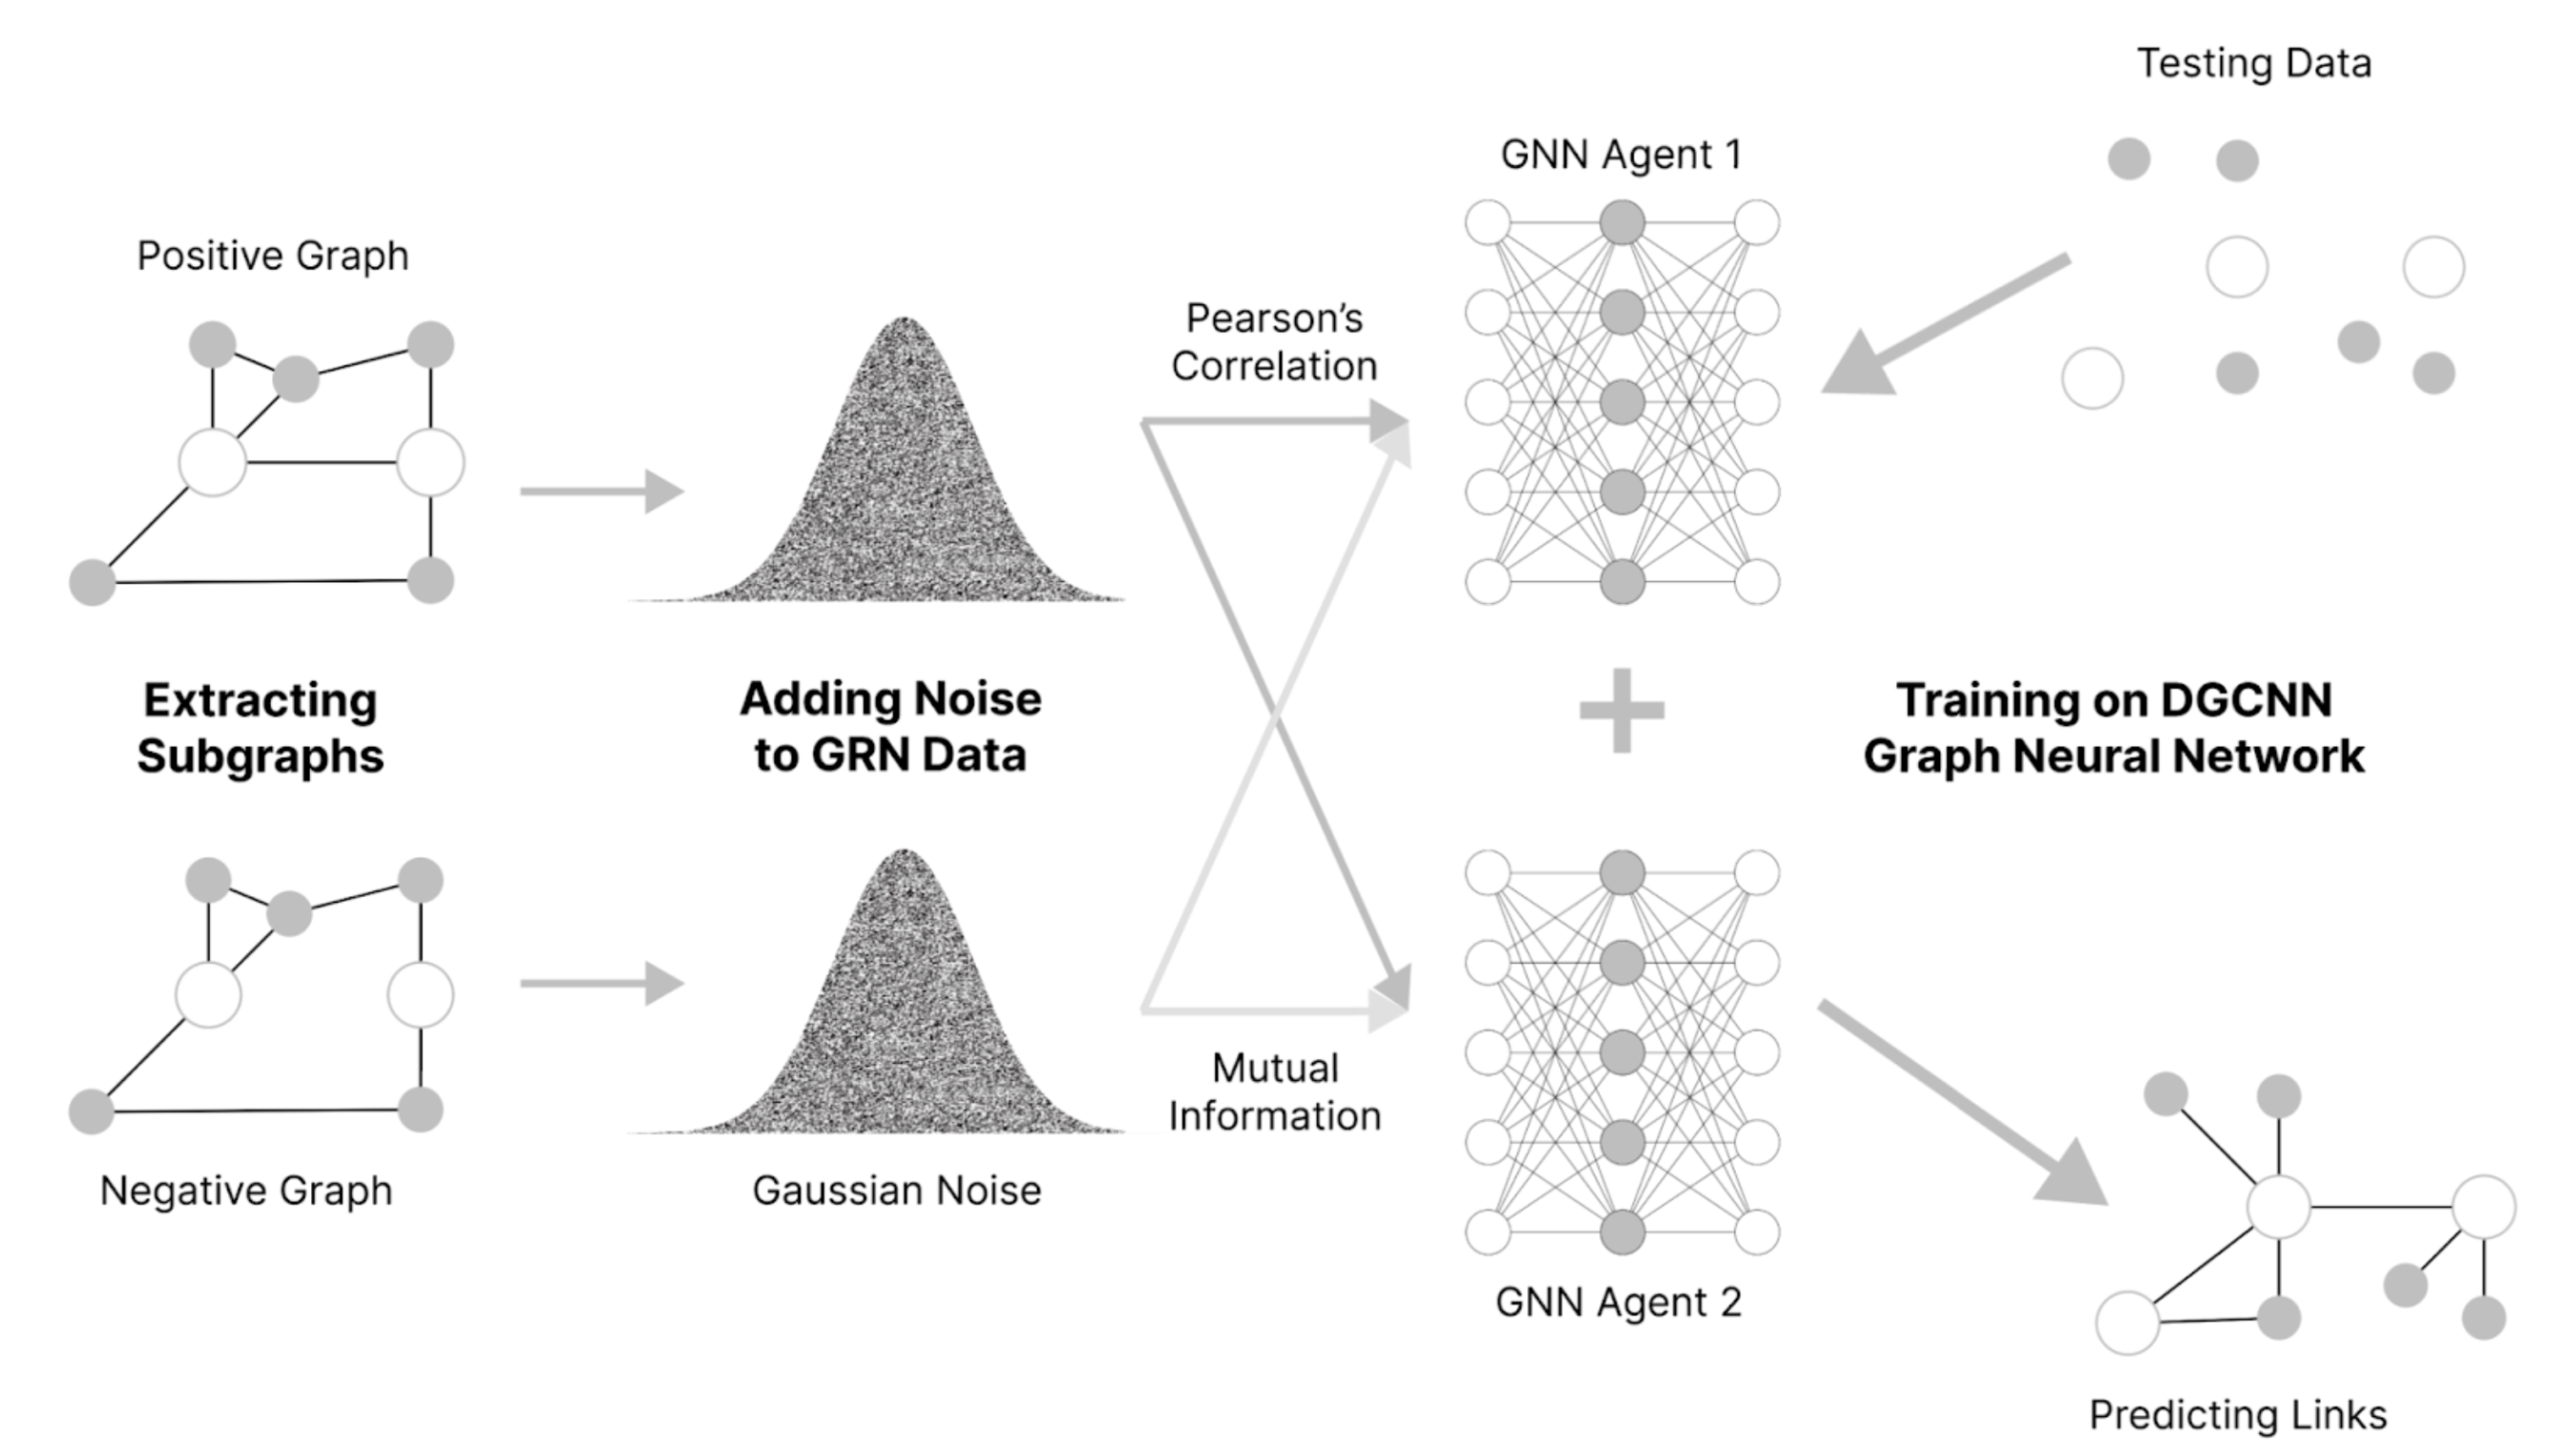 Testing Data
GNN Agent 1
Positive Graph
Pearson’s
Correlation
Extracting
Subgraphs
Adding Noise
to GRN Data
Training on DGCNN
Graph Neural Network
Mutual
Information
Negative Graph
Gaussian Noise
GNN Agent 2
Predicting Links